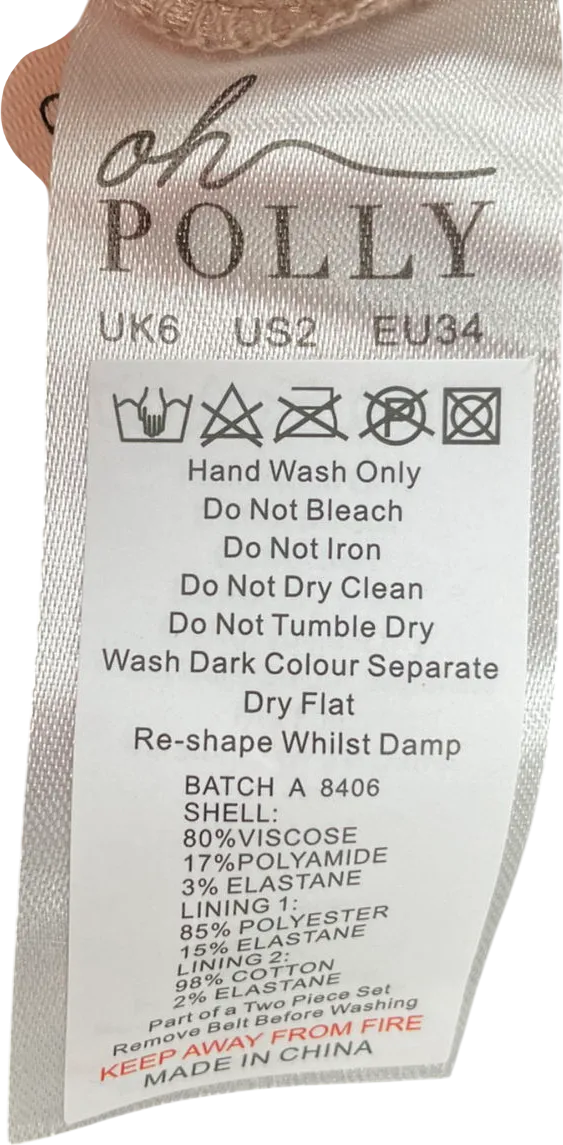 oh
POLLY
UK6 US2 EU34
Hand Wash Only
Do Not Bleach
Do Not Iron
Do Not Dry Clean
Do Not Tumble Dry
Wash Dark Colour Separate
Dry Flat
Re-shape Whilst Damp
BATCH A 8406
SHELL:
80%VISCOSE
17%POLYAMIDE
3% ELASTANE
LINING 1:
85% POLYESTER
15% ELASTANE
LINING 2:
98% COTTON
2% ELASTANE
Part of a Two Piece Set
Remove Belt Before Washing
KEEP AWAY FROM FIRE
MADE IN CHINA